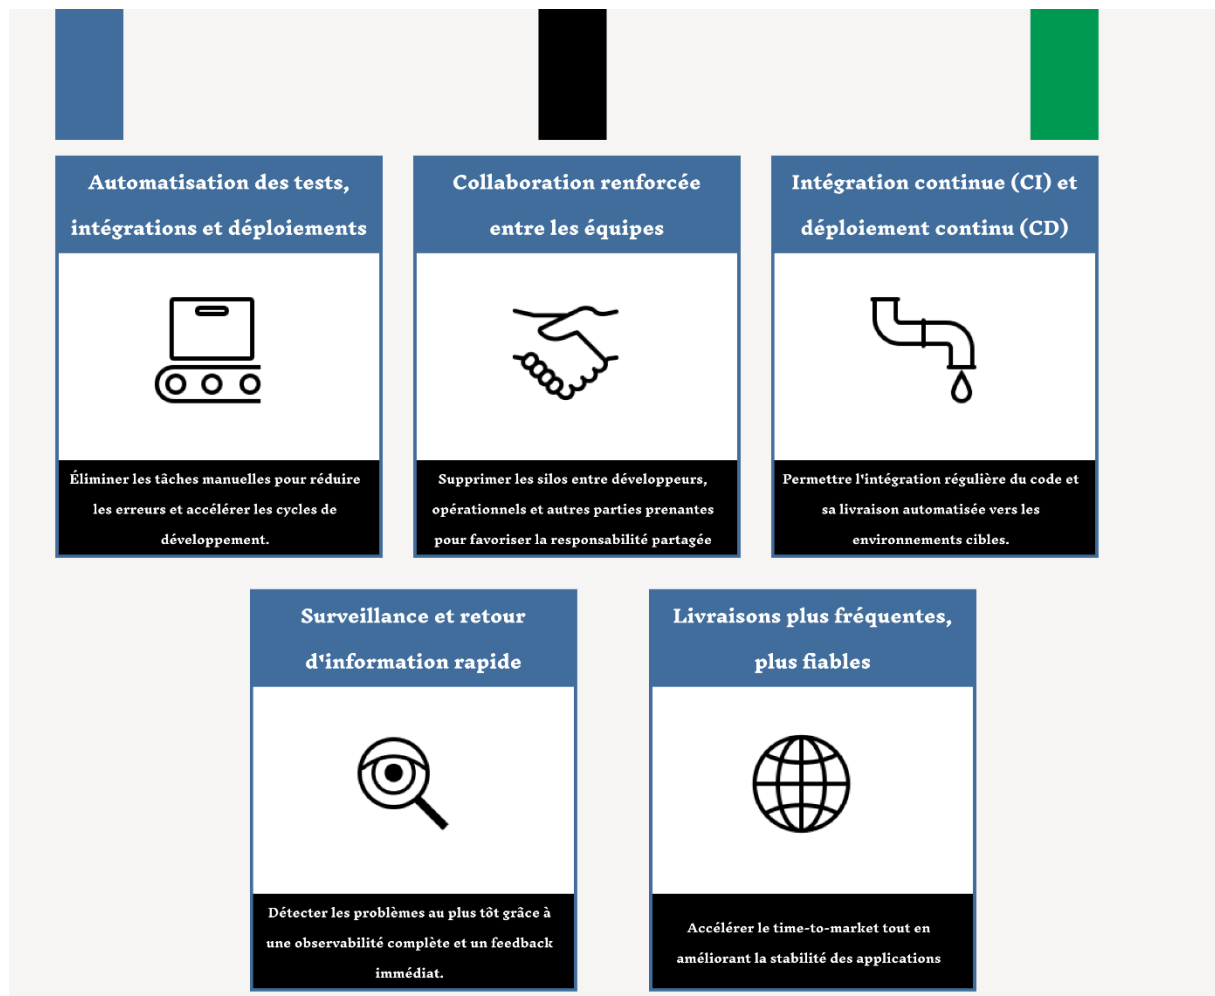 Automatisation des tests,
intégrations et déploiements
Éliminer les tâches manuelles pour réduire
les erreurs et accélérer les cycles de
développement.
Collaboration renforcée
entre les équipes
Supprimer les silos entre développeurs,
opérationnels et autres parties prenantes
pour favoriser la responsabilité partagée
Intégration continue (CI) et
déploiement continu (CD)
Permettre l'intégration régulière du code et
sa livraison automatisée vers les
environnements cibles.
Surveillance et retour
d'information rapide
Détecter les problèmes au plus tôt grâce à
une observabilité complète et un feedback
immédiat.
Livraisons plus fréquentes,
plus fiables
Accélérer le time-to-market tout en
améliorant la stabilité des applications